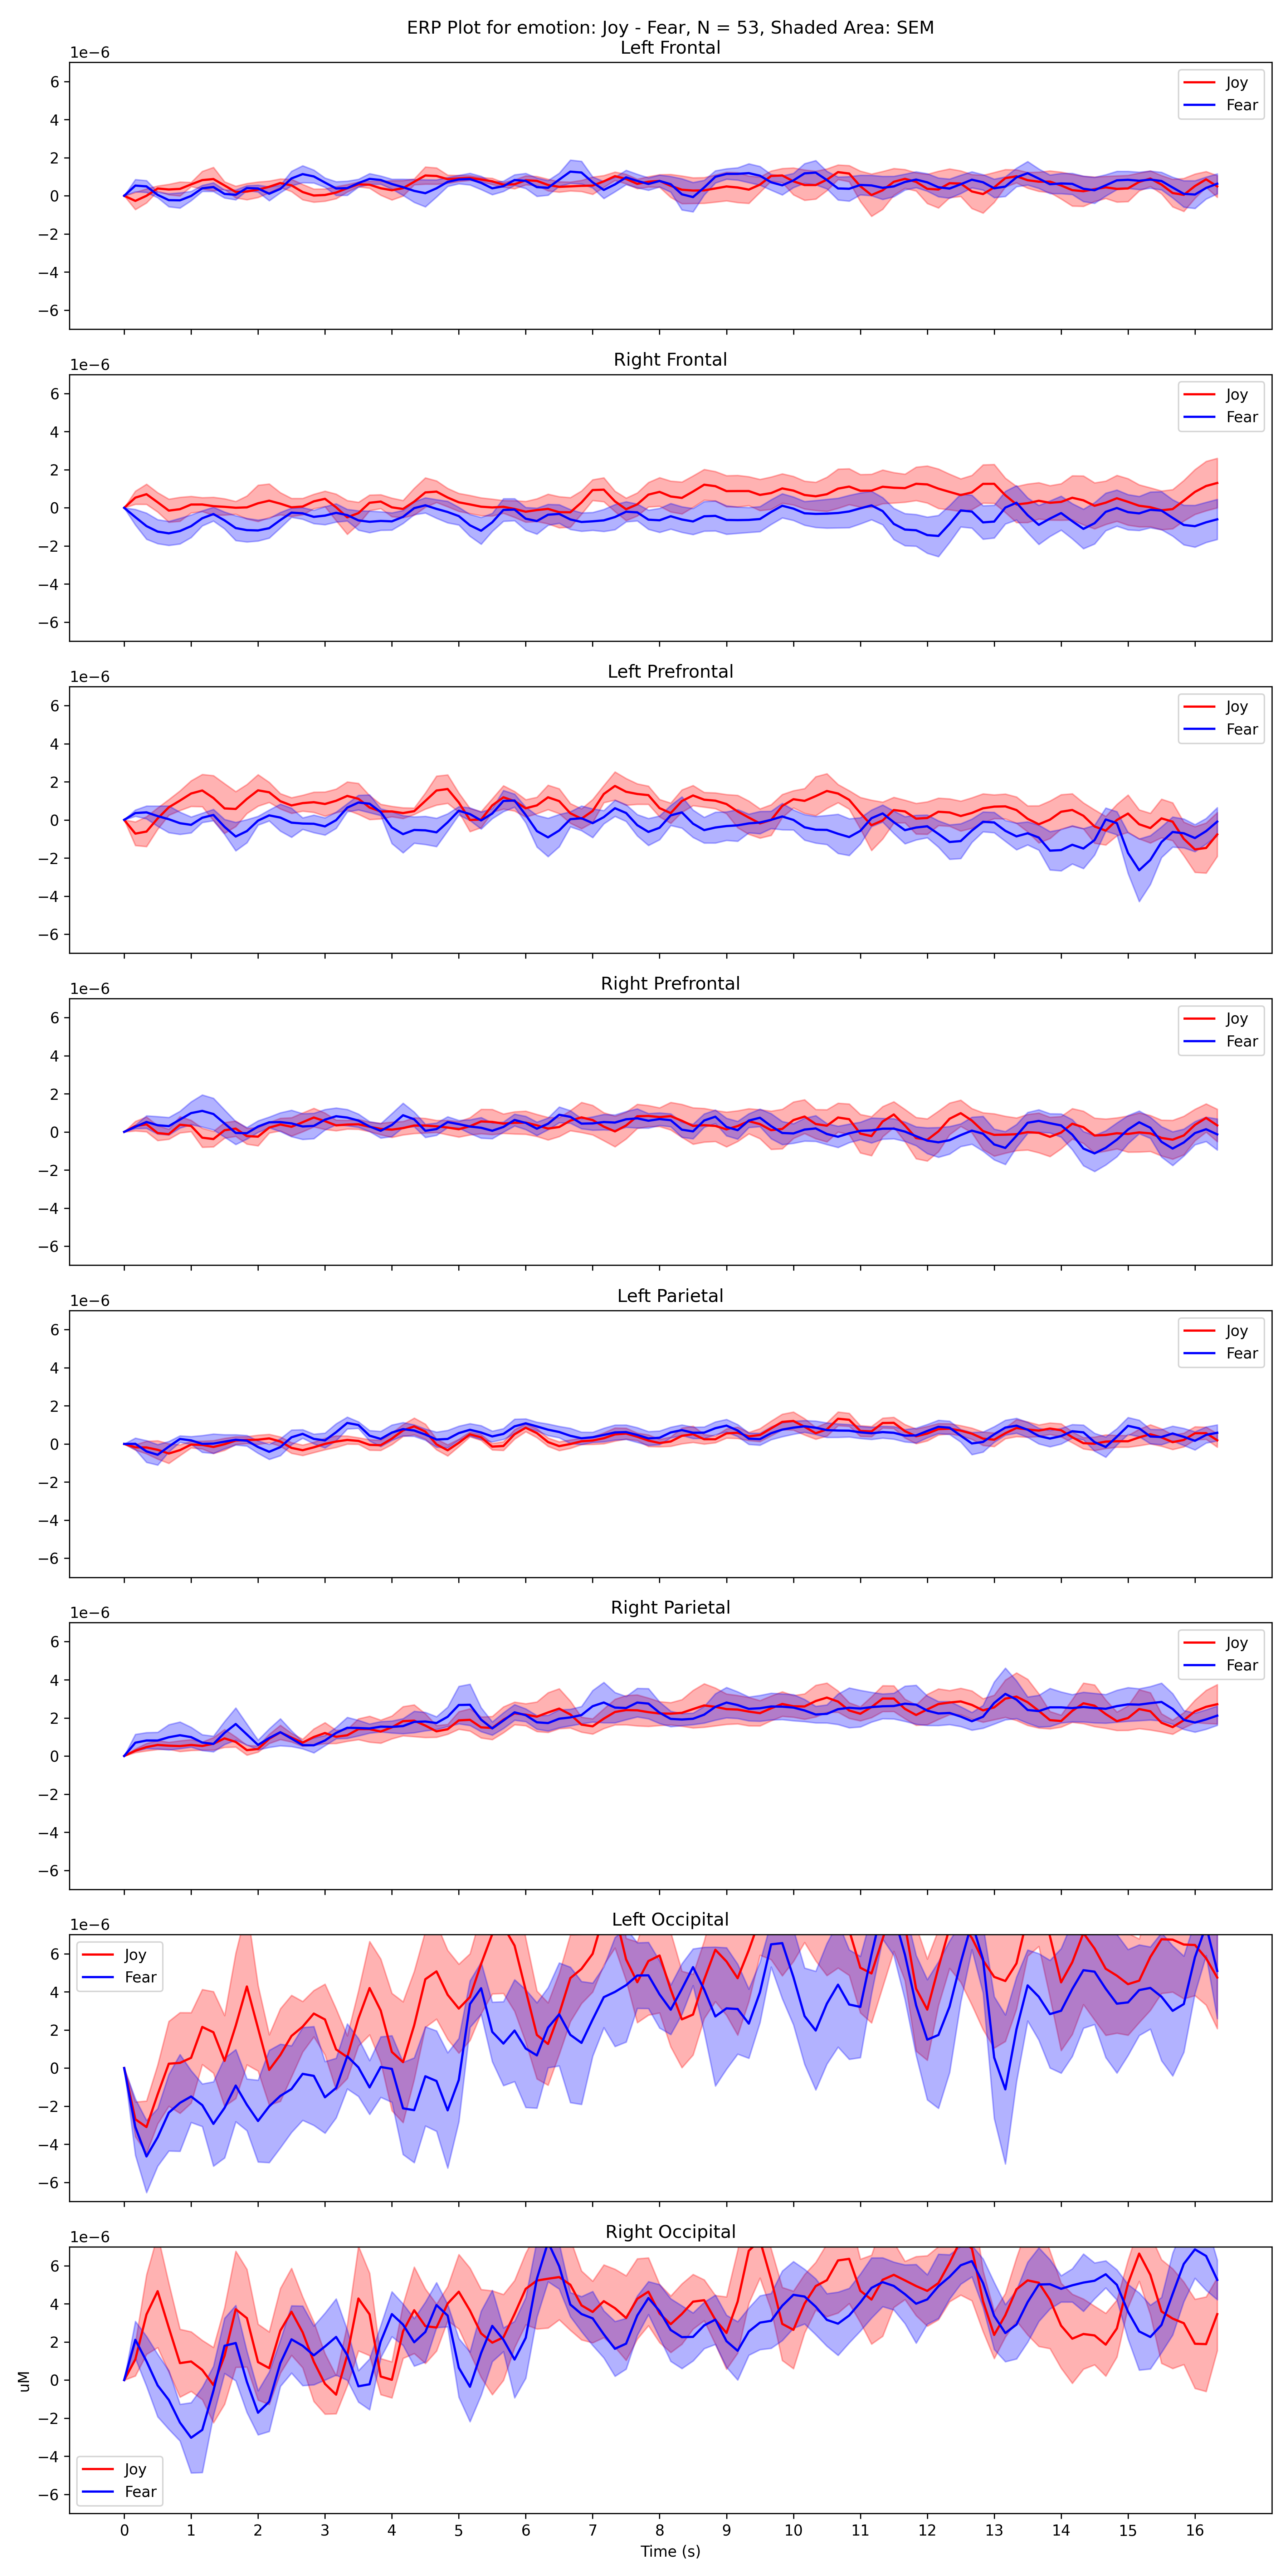 ERP Plot for emotion: Joy - Fear, N = 53, Shaded Area: SEM
Left Frontal
1e−6
6
4
2
0
−2
−4
−6
Joy
Fear
Right Frontal
1e−6
6
4
2
0
−2
−4
−6
Joy
Fear
Left Prefrontal
1e−6
6
4
2
0
−2
−4
−6
Joy
Fear
Right Prefrontal
1e−6
6
4
2
0
−2
−4
−6
Joy
Fear
Left Parietal
1e−6
6
4
2
0
−2
−4
−6
Joy
Fear
Right Parietal
1e−6
6
4
2
0
−2
−4
−6
Joy
Fear
Left Occipital
1e−6
6
4
2
0
−2
−4
−6
Joy
Fear
Right Occipital
1e−6
6
4
2
0
−2
−4
−6
uM
Joy
Fear
0 1 2 3 4 5 6 7 8 9 10 11 12 13 14 15 16
Time (s)